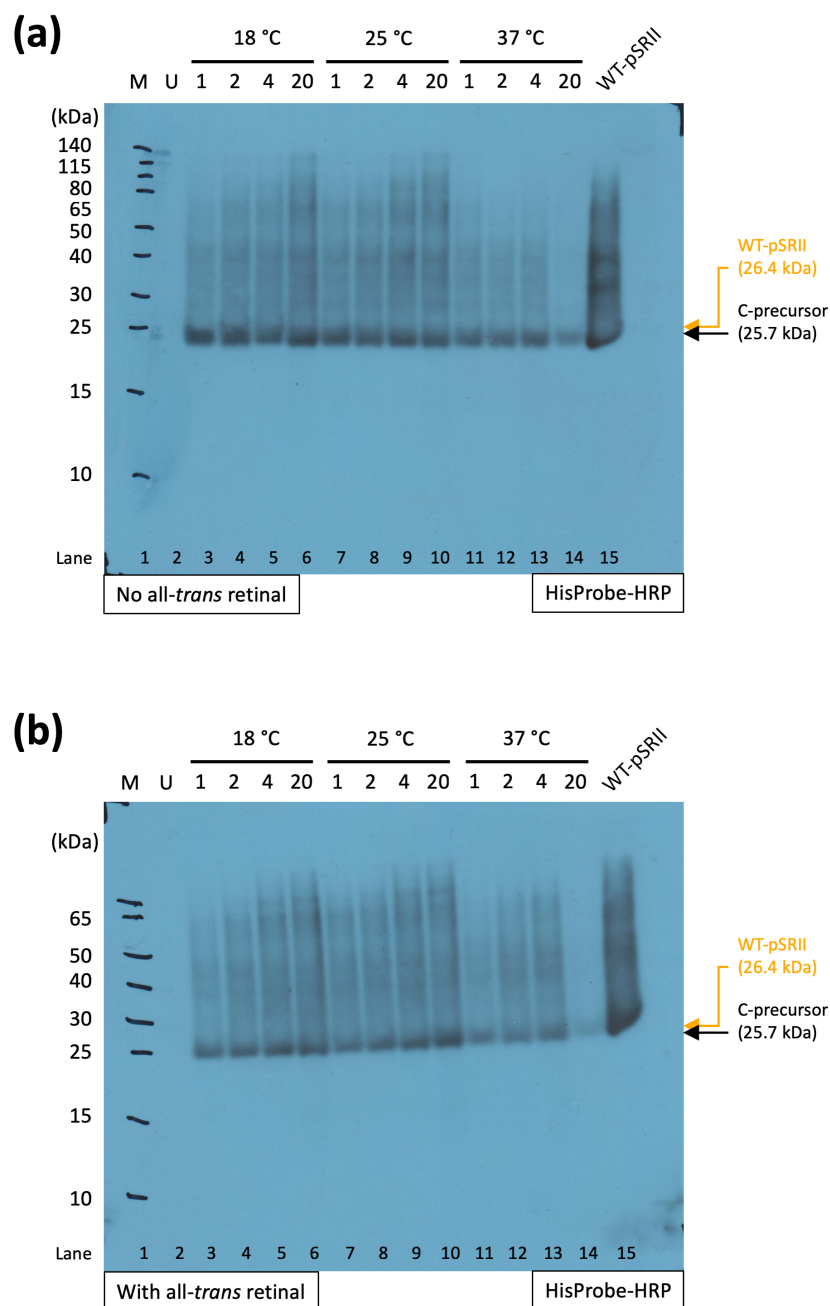 (a)
18 °C 25 °C 37 °C WT-pSRII
M U 1 2 4 20 1 2 4 20 1 2 4 20
(kDa)
140
115
80
65
50
40
30
25
15
10
WT-pSRII
(26.4 kDa)
C-precursor
(25.7 kDa)
Lane 1 2 3 4 5 6 7 8 9 10 11 12 13 14 15
No all-trans retinal HisProbe-HRP
(b)
18 °C 25 °C 37 °C WT-pSRII
M U 1 2 4 20 1 2 4 20 1 2 4 20
(kDa)
65
50
40
30
25
15
10
WT-pSRII
(26.4 kDa)
C-precursor
(25.7 kDa)
Lane 1 2 3 4 5 6 7 8 9 10 11 12 13 14 15
With all-trans retinal HisProbe-HRP